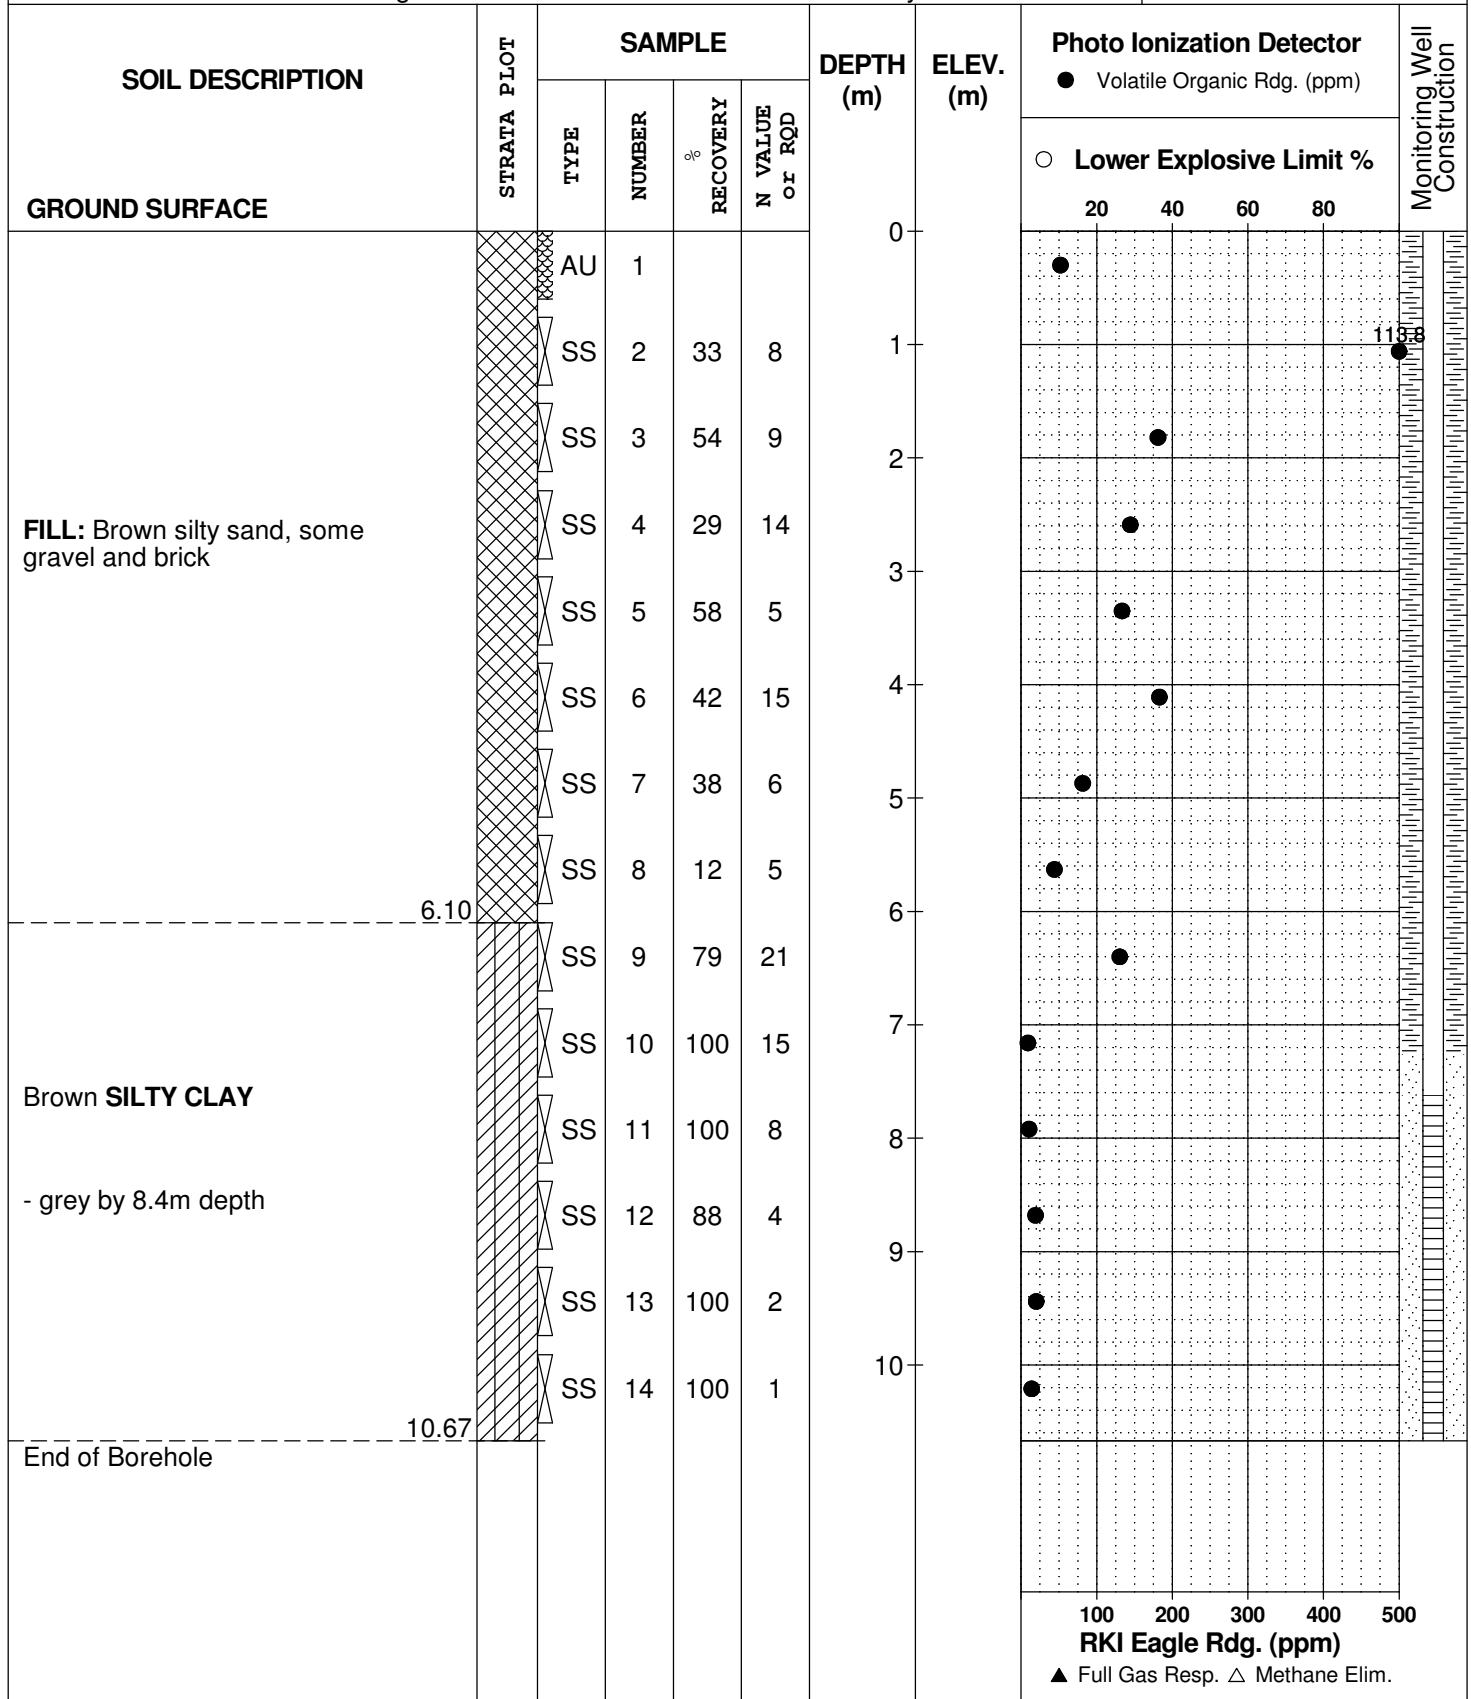 SOIL DESCRIPTION
GROUND SURFACE
STRATA PLOT
SAMPLE
TYPE
NUMBER
%
RECOVERY
N VALUE
or RQD
DEPTH
(m)
ELEV.
(m)
Photo Ionization Detector
● Volatile Organic Rdg. (ppm)
○ Lower Explosive Limit %
20 40 60 80
Monitoring Well
Construction
0
AU 1
113.8
SS 2 33 8
1
SS 3 54 9
2
FILL: Brown silty sand, some
gravel and brick
SS 4 29 14
3
SS 5 58 5
4
SS 6 42 15
SS 7 38 6
5
SS 8 12 5
6.10
6
SS 9 79 21
7
SS 10 100 15
Brown SILTY CLAY
SS 11 100 8
8
- grey by 8.4m depth
SS 12 88 4
9
SS 13 100 2
10
SS 14 100 1
10.67
End of Borehole
100 200 300 400 500
RKI Eagle Rdg. (ppm)
▲ Full Gas Resp. △ Methane Elim.